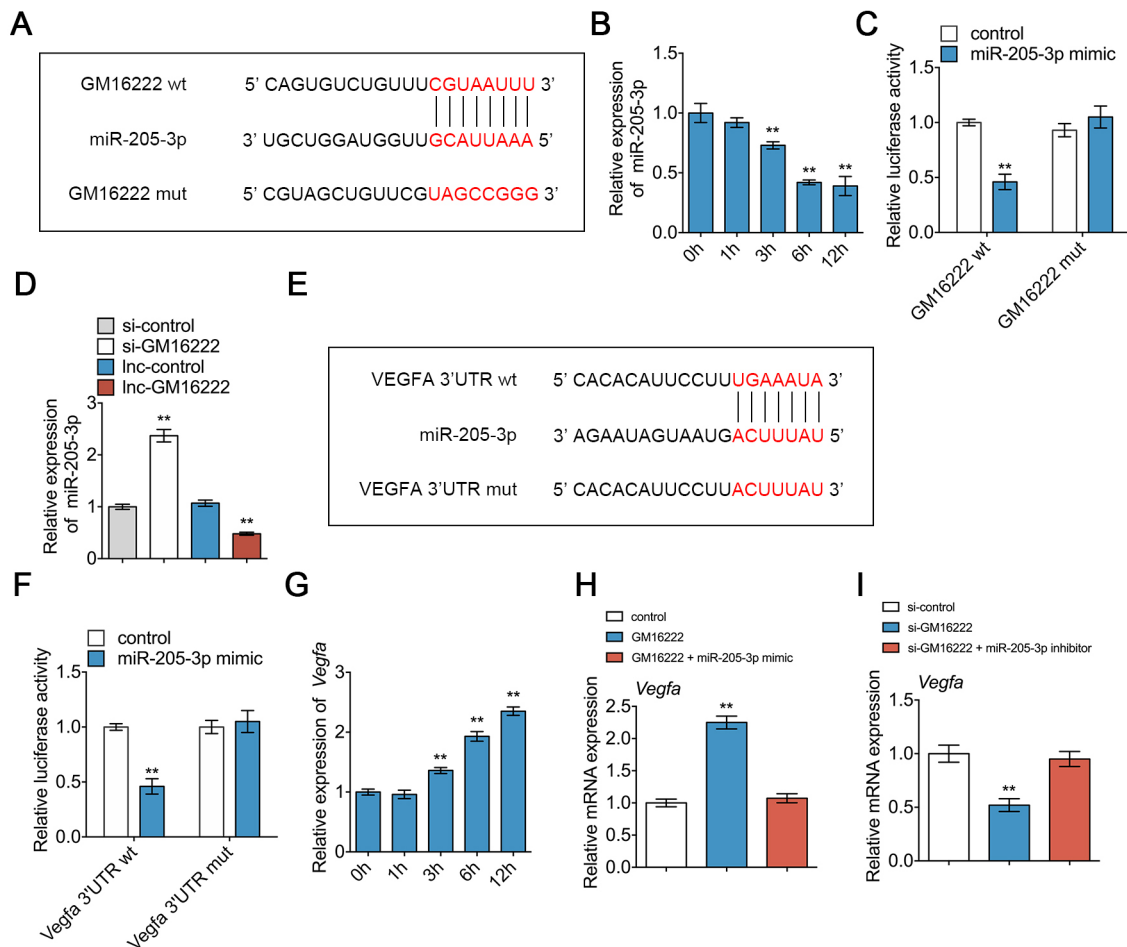 A
GM16222 wt 5' CAGUGUCUGUUUCGUAAUUU 3'
miR-205-3p 3' UGCUGGAUGGUUGCAUUAAA 5'
GM16222 mut 5' CGUAGCUGUUCGUAGCCGGG 3'
B
Relative expression
of miR-205-3p
1.5
1.0
0.5
0.0
**
**
**
0h 1h 3h 6h 12h
C
control
miR-205-3p mimic
Relative luciferase activity
1.5
1.0
0.5
0.0
**
GM16222 wt
GM16222 mut
D
si-control
si-GM16222
lnc-control
lnc-GM16222
Relative expression
of miR-205-3p
3
2
1
0
**
**
E
VEGFA 3'UTR wt 5' CACACAUUCCUUUGAAAUA 3'
miR-205-3p 3' AGAAUAGUAAUGACUUUAU 5'
VEGFA 3'UTR mut 5' CACACAUUCCUUACUUUAU 3'
F
control
miR-205-3p mimic
Relative luciferase activity
1.5
1.0
0.5
0.0
**
Vegfa 3'UTR wt
Vegfa 3'UTR mut
G
Relative expression of Vegfa
3
2
1
0
**
**
**
0h 1h 3h 6h 12h
H
control
GM16222
GM16222 + miR-205-3p mimic
Vegfa
Relative mRNA expression
2.5
2.0
1.5
1.0
0.5
0.0
**
I
si-control
si-GM16222
si-GM16222 + miR-205-3p inhibitor
Vegfa
Relative mRNA expression
1.5
1.0
0.5
0.0
**